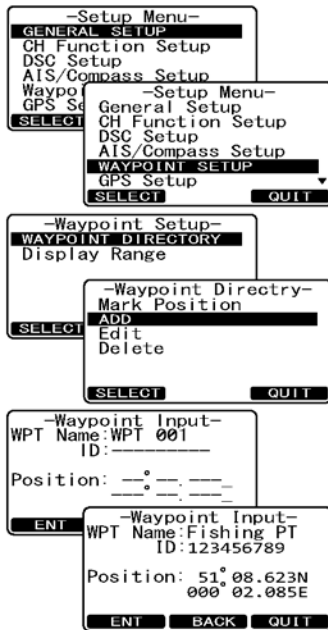 -Setup Menu-
GENERAL SETUP
CH Function Setup
DSC Setup
AIS/Compass Setup
Waypoi
GPS Se
SELECT
-Setup Menu-
General Setup
CH Function Setup
DSC Setup
AIS/Compass Setup
WAYPOINT SETUP
GPS Setup ▼
SELECT QUIT
-Waypoint Setup-
WAYPOINT DIRECTORY
Display Range
SELECT
-Waypoint Directry-
Mark Position
ADD
Edit
Delete
SELECT QUIT
-Waypoint Input-
WPT Name:WPT 001
ID:---------
Position: --°--.---_
---°--.---_
ENT
-Waypoint Input-
WPT Name:Fishing PT
ID:123456789
Position: 51°08.623N
000°02.085E
ENT BACK QUIT